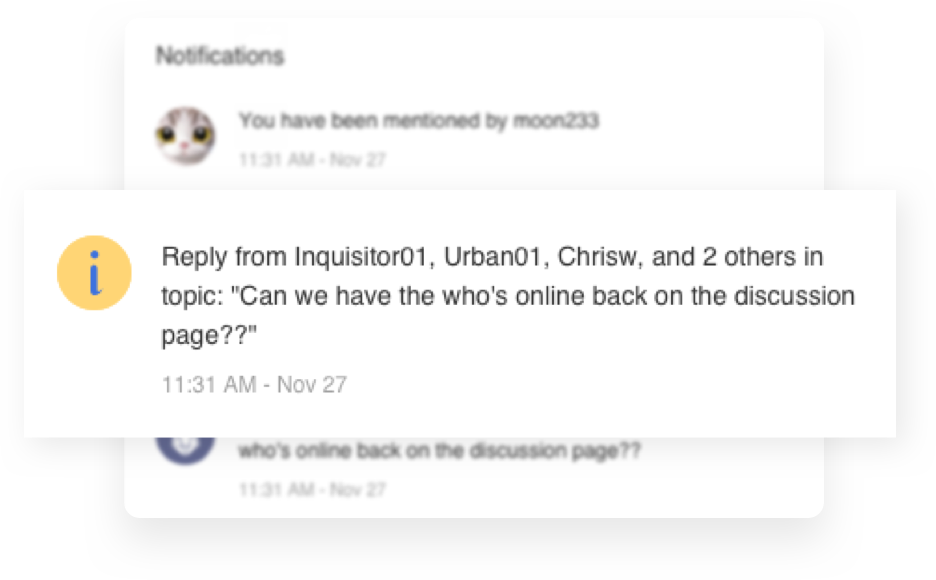 Notifications
You have been mentioned by moon233
11:31 AM - Nov 27
i
Reply from Inquisitor01, Urban01, Chrisw, and 2 others in
topic: "Can we have the who's online back on the discussion
page??"
11:31 AM - Nov 27
who's online back on the discussion page??
11:31 AM - Nov 27